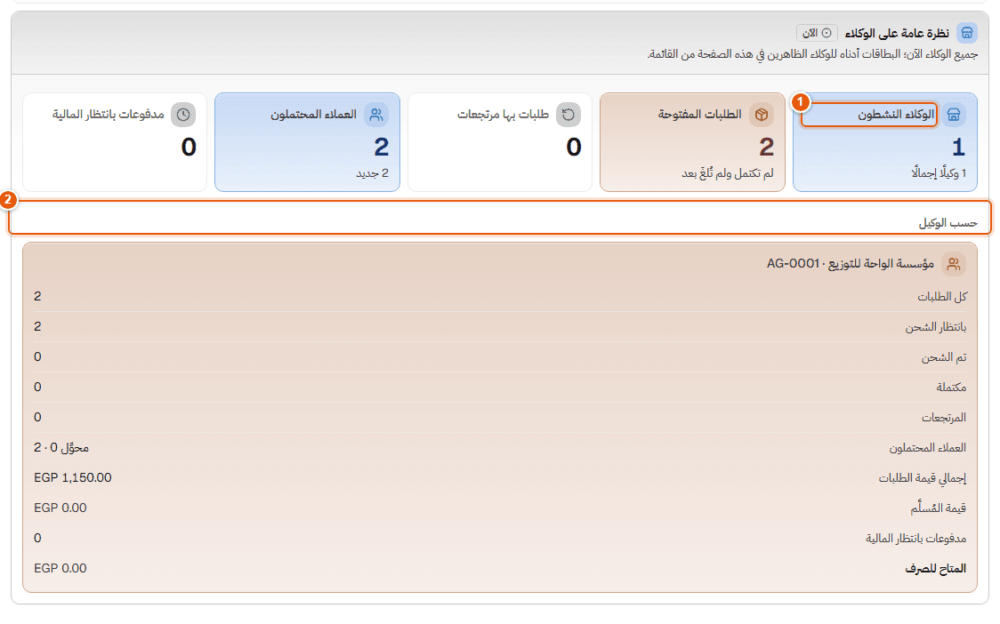 نظرة عامة على الوكلاء الآن
جميع الوكلاء الآن؛ البطاقات أدناه للوكلاء الظاهرين في هذه الصفحة من القائمة.
1
الوكلاء النشطون
1
1 وكيلًا إجمالًا
الطلبات المفتوحة
2
لم تكتمل ولم تُلغَ بعد
طلبات بها مرتجعات
0
العملاء المحتملون
2
2 جديد
مدفوعات بانتظار المالية
0
2
حسب الوكيل
مؤسسة الواحة للتوزيع · AG-0001
كل الطلبات 2
بانتظار الشحن 2
تم الشحن 0
مكتملة 0
المرتجعات 0
العملاء المحتملون 2 · 0 محوَّل
إجمالي قيمة الطلبات EGP 1,150.00
قيمة المُسلَّم EGP 0.00
مدفوعات بانتظار المالية 0
المتاح للصرف EGP 0.00